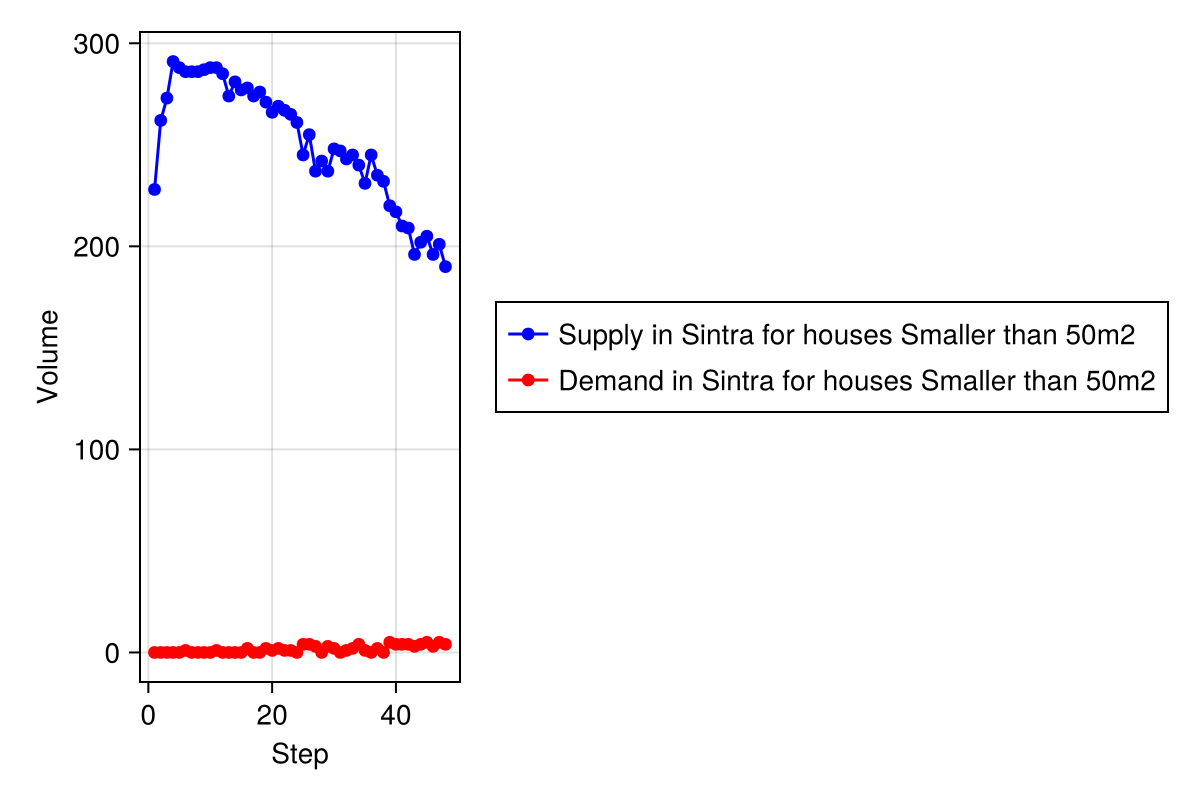 300
200
100
0
Volume
0 20 40
Step
Supply in Sintra for houses Smaller than 50m2
Demand in Sintra for houses Smaller than 50m2